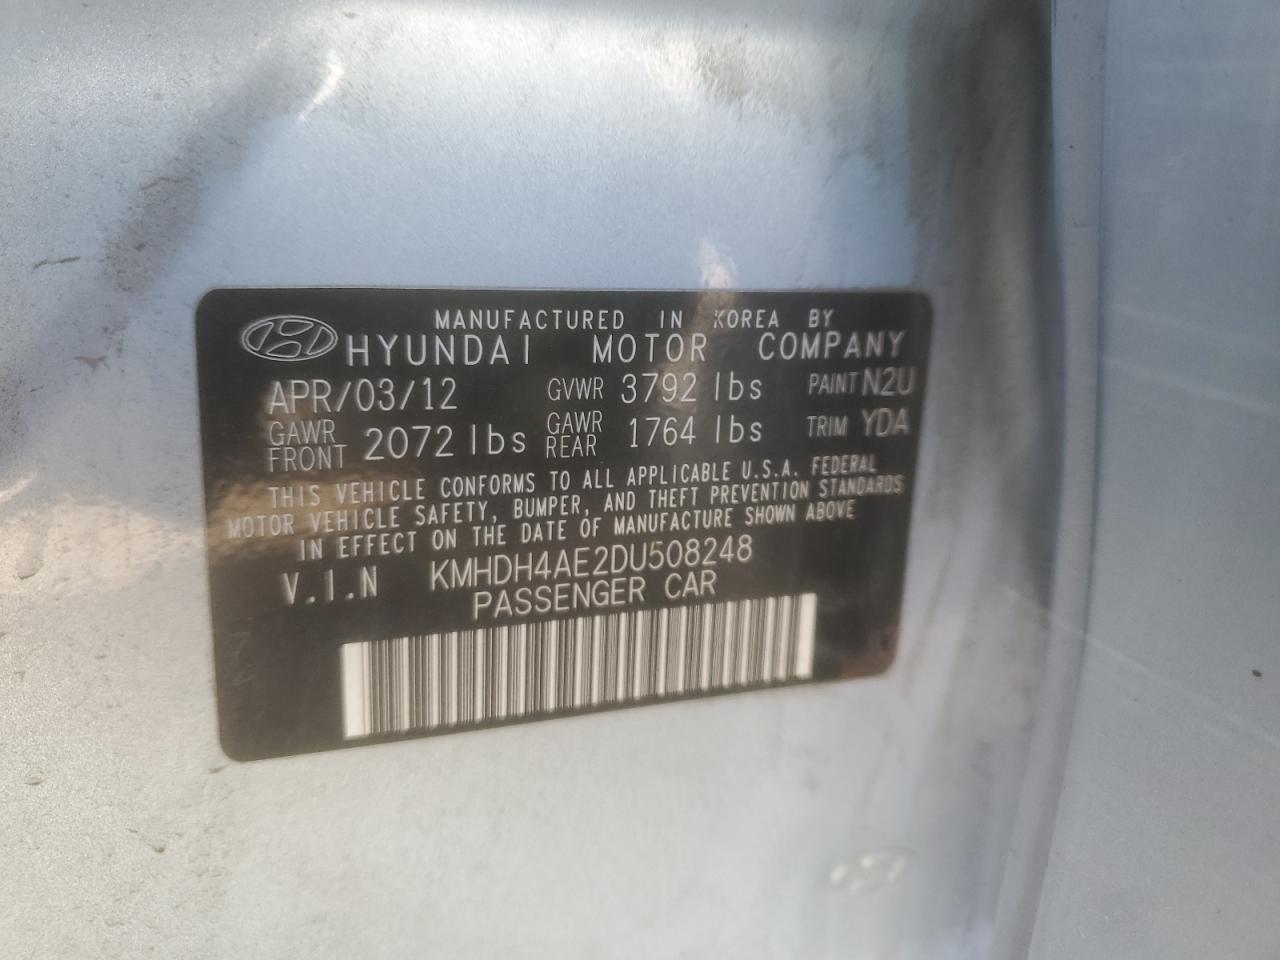 MANUFACTURED IN KOREA BY
HYUNDAI MOTOR COMPANY
APR/03/12 GVWR 3792 lbs PAINT N2U
GAWR FRONT 2072 lbs GAWR REAR 1764 lbs TRIM YDA
THIS VEHICLE CONFORMS TO ALL APPLICABLE U.S.A. FEDERAL
MOTOR VEHICLE SAFETY, BUMPER, AND THEFT PREVENTION STANDARDS
IN EFFECT ON THE DATE OF MANUFACTURE SHOWN ABOVE
V.I.N KMHDH4AE2DU508248
PASSENGER CAR